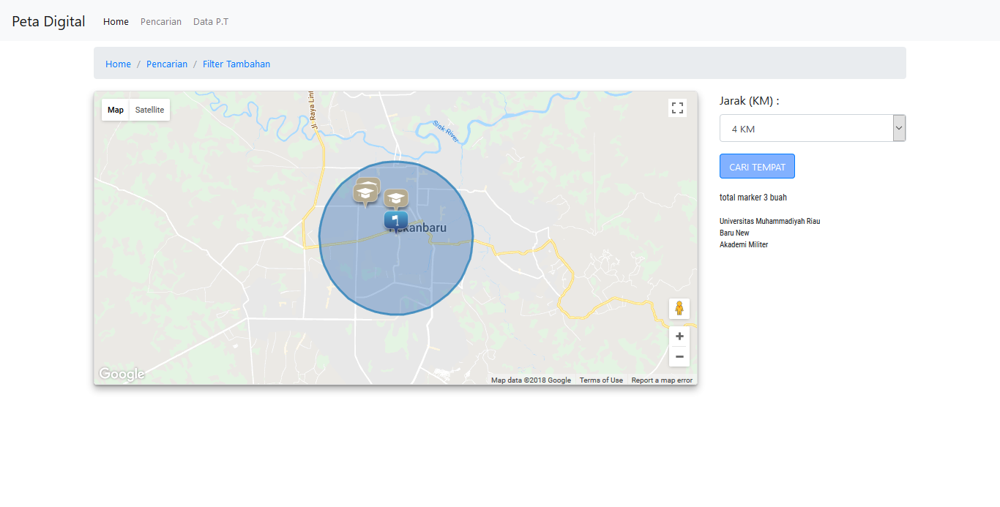 Peta Digital Home Pencarian Data P.T
Home / Pencarian / Filter Tambahan
Map Satellite
Jl. Raya Lint
Siak River
Jarak (KM) :
4 KM
CARI TEMPAT
total marker 3 buah
Universitas Muhammadiyah Riau
Baru New
Akademi Militer
Google
Map data ©2018 Google Terms of Use Report a map error